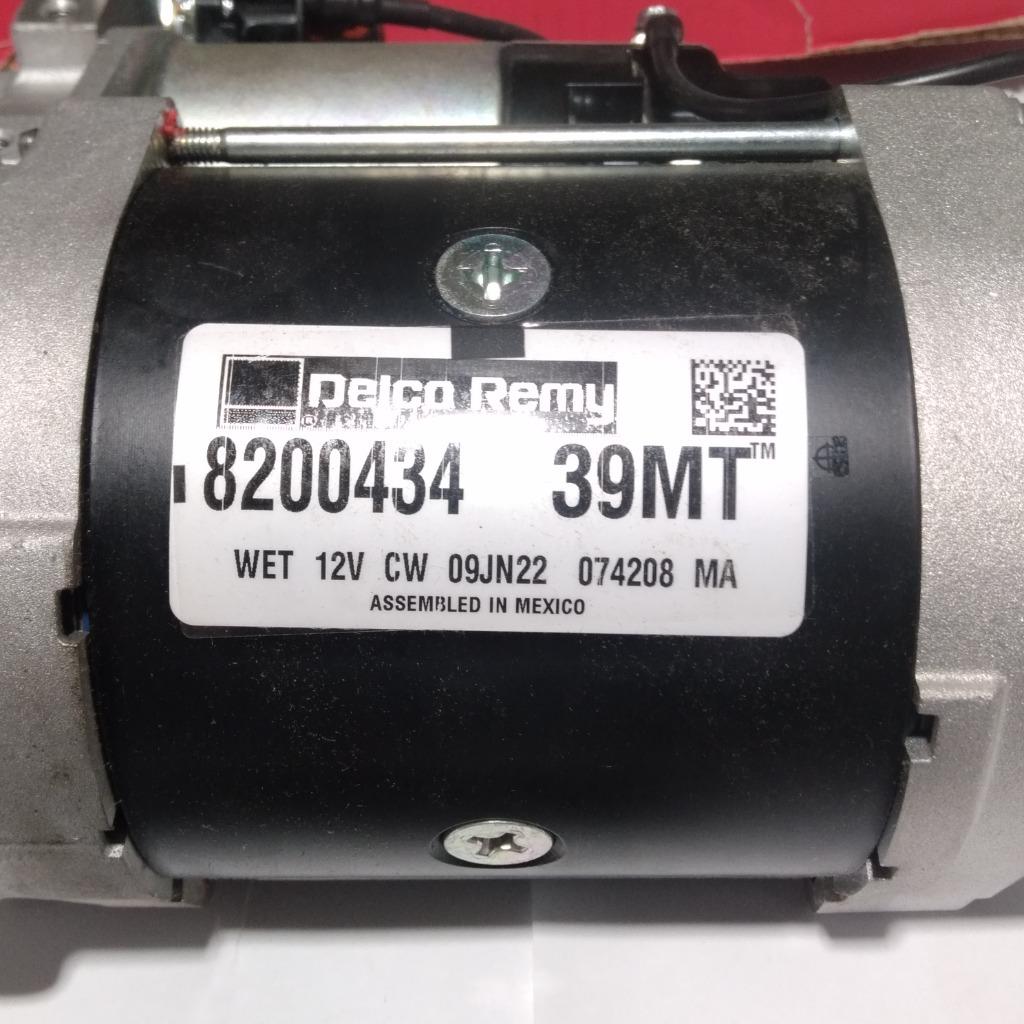 Delco Remy
8200434 39MT™
WET 12V CW 09JN22 074208 MA
ASSEMBLED IN MEXICO